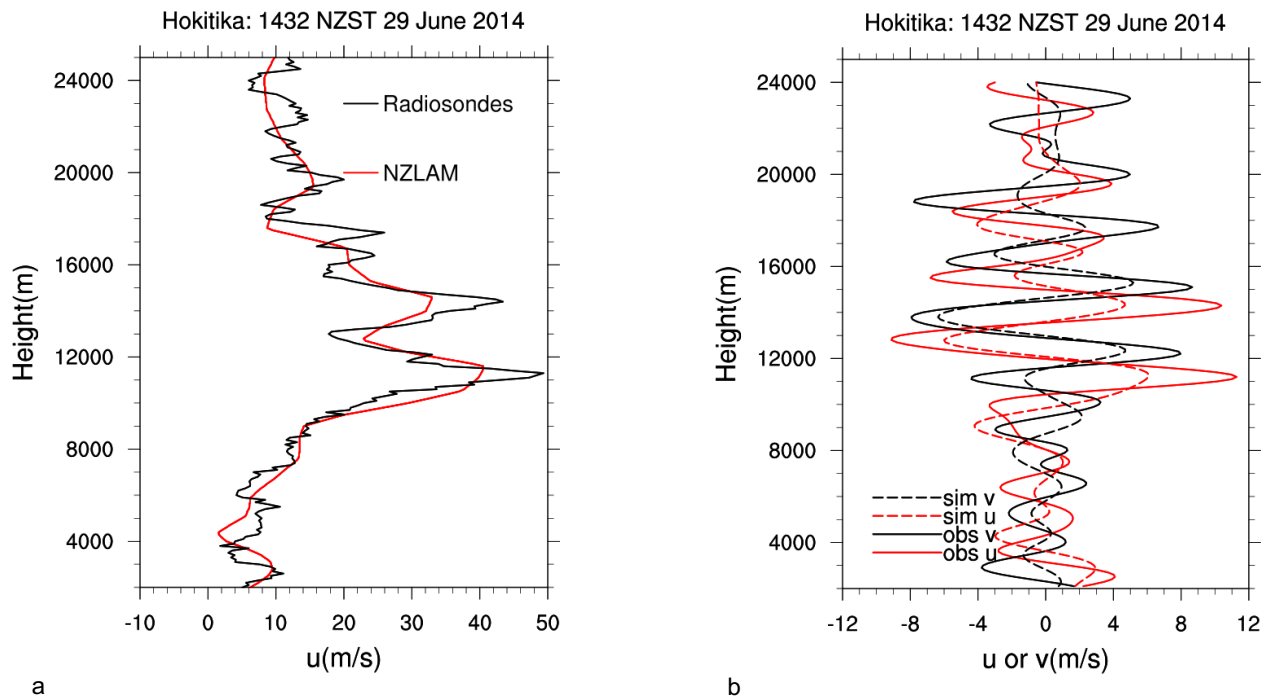 Hokitika: 1432 NZST 29 June 2014
24000
20000
16000
12000
8000
4000
Height(m)
Radiosondes
NZLAM
-10 0 10 20 30 40 50
u(m/s)
a
Hokitika: 1432 NZST 29 June 2014
24000
20000
16000
12000
8000
4000
Height(m)
sim v
sim u
obs v
obs u
-12 -8 -4 0 4 8 12
u or v(m/s)
b